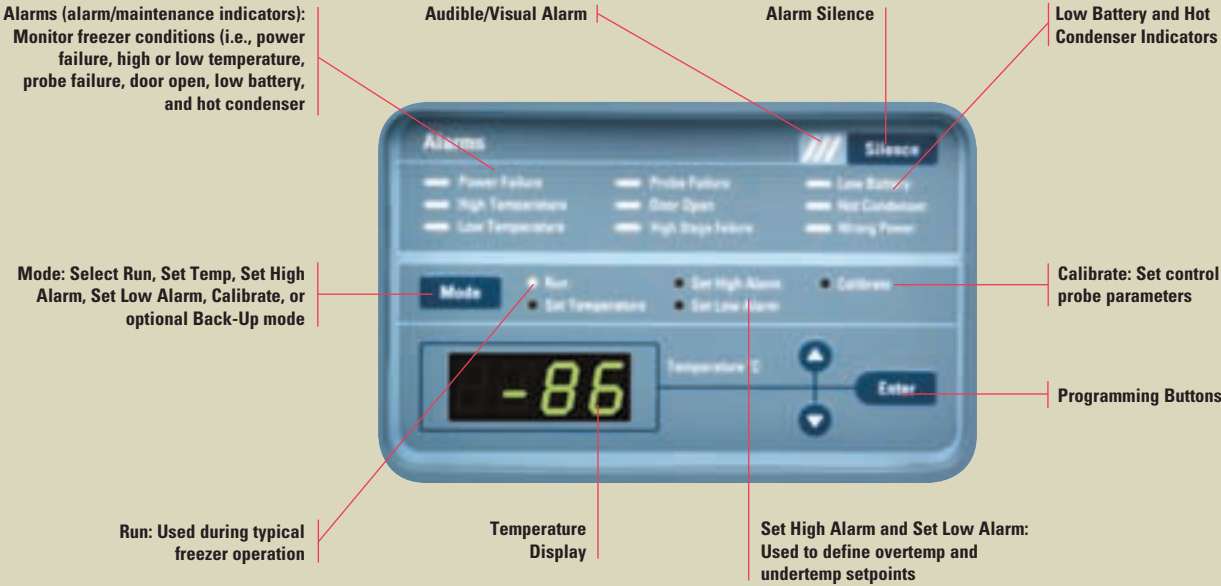 Alarms (alarm/maintenance indicators):
Monitor freezer conditions (i.e., power
failure, high or low temperature,
probe failure, door open, low battery,
and hot condenser
Audible/Visual Alarm
Alarm Silence
Low Battery and Hot
Condenser Indicators
Alarms
Silence
Power Failure
Probe Failure
Low Battery
High Temperature
Door Open
Hot Condenser
Low Temperature
High Stage Failure
Wrong Power
Mode: Select Run, Set Temp, Set High
Alarm, Set Low Alarm, Calibrate, or
optional Back-Up mode
Mode
Run
Set High Alarm
Calibrate
Set Temperature
Set Low Alarm
Calibrate: Set control
probe parameters
-86
Temperature °C
Enter
Programming Buttons
Run: Used during typical
freezer operation
Temperature
Display
Set High Alarm and Set Low Alarm:
Used to define overtemp and
undertemp setpoints